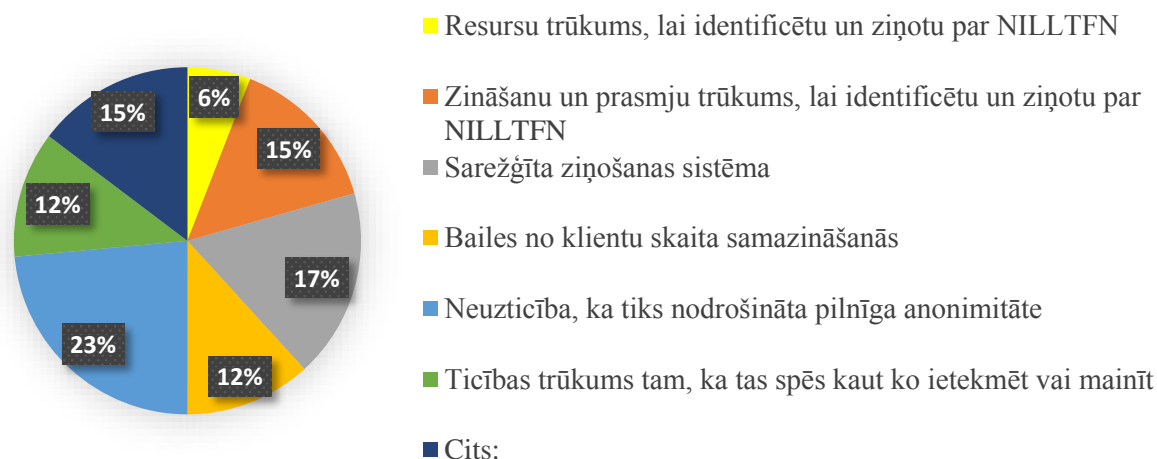 6%
15%
15%
12%
17%
23%
12%
Resursu trūkums, lai identificētu un ziņotu par NILLTFN
Zināšanu un prasmju trūkums, lai identificētu un ziņotu par
NILLTFN
Sarežģīta ziņošanas sistēma
Bailes no klientu skaita samazināšanās
Neuzticība, ka tiks nodrošināta pilnīga anonimitāte
Ticības trūkums tam, ka tas spēs kaut ko ietekmēt vai mainīt
Cits: